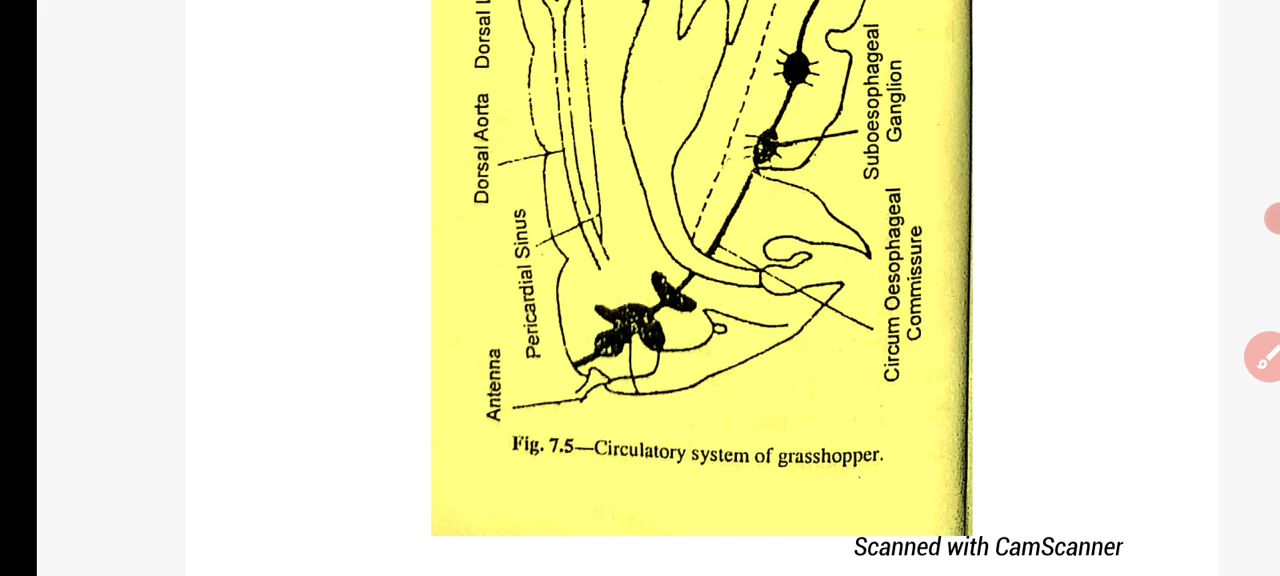 Dorsal Aorta Dorsal
Pericardial Sinus
Antenna
Suboesophageal
Ganglion
Circum Oesophageal
Commissure
Fig. 7.5—Circulatory system of grasshopper.
Scanned with CamScanner